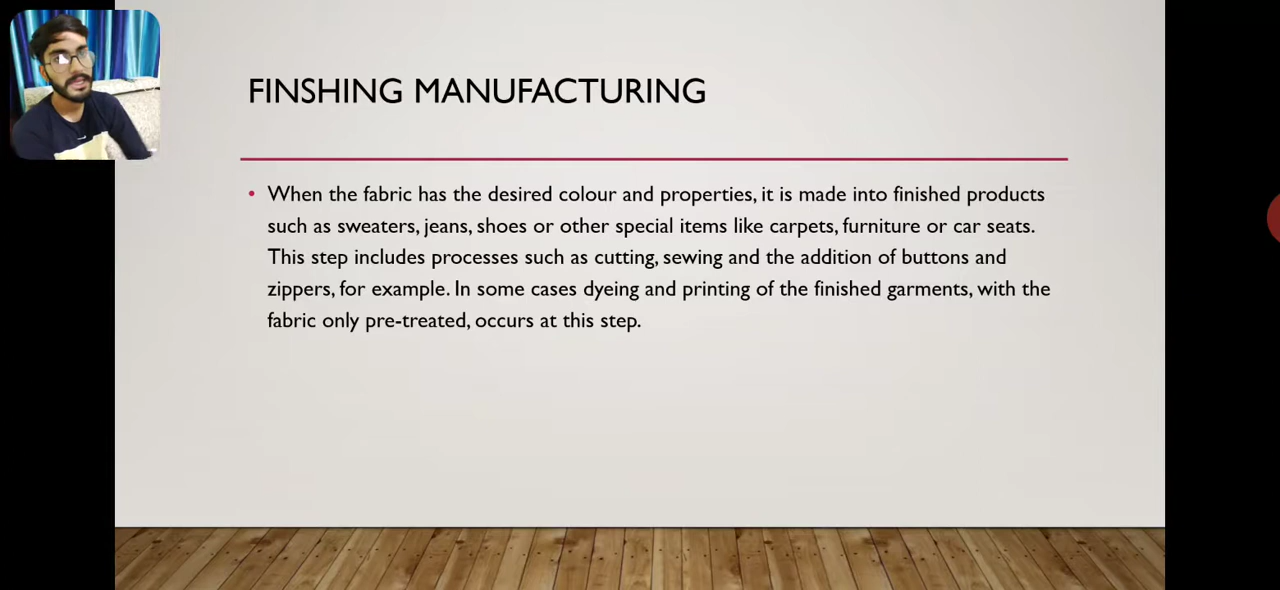 FINSHING MANUFACTURING
• When the fabric has the desired colour and properties, it is made into finished products
such as sweaters, jeans, shoes or other special items like carpets, furniture or car seats.
This step includes processes such as cutting, sewing and the addition of buttons and
zippers, for example. In some cases dyeing and printing of the finished garments, with the
fabric only pre-treated, occurs at this step.